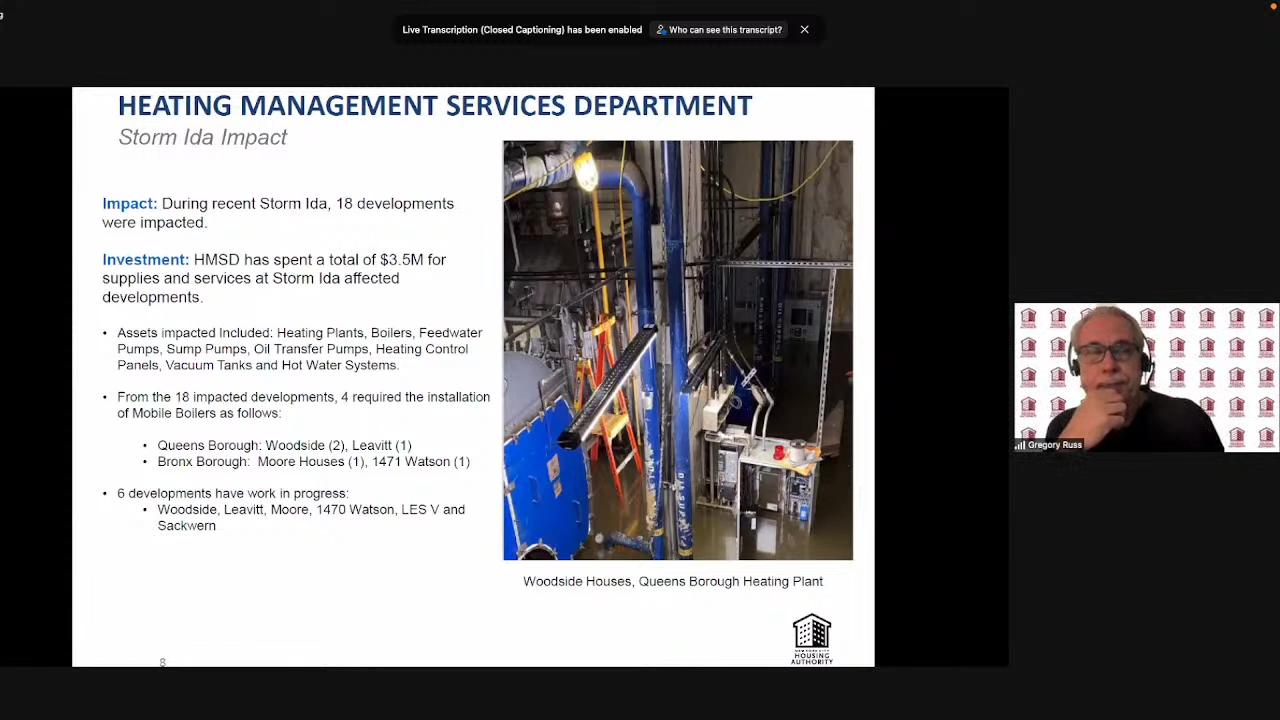 g
Live Transcription (Closed Captioning) has been enabled
Who can see this transcript?
HEATING MANAGEMENT SERVICES DEPARTMENT
Storm Ida Impact
Impact: During recent Storm Ida, 18 developments
were impacted.
Investment: HMSD has spent a total of $3.5M for
supplies and services at Storm Ida affected
developments.
• Assets impacted Included: Heating Plants, Boilers, Feedwater
Pumps, Sump Pumps, Oil Transfer Pumps, Heating Control
Panels, Vacuum Tanks and Hot Water Systems.
• From the 18 impacted developments, 4 required the installation
of Mobile Boilers as follows:
• Queens Borough: Woodside (2), Leavitt (1)
• Bronx Borough: Moore Houses (1), 1471 Watson (1)
• 6 developments have work in progress:
• Woodside, Leavitt, Moore, 1470 Watson, LES V and
Sackwern
OIL SUPPLY
Woodside Houses, Queens Borough Heating Plant
NEW YORK CITY
HOUSING
AUTHORITY
8
Gregory Russ